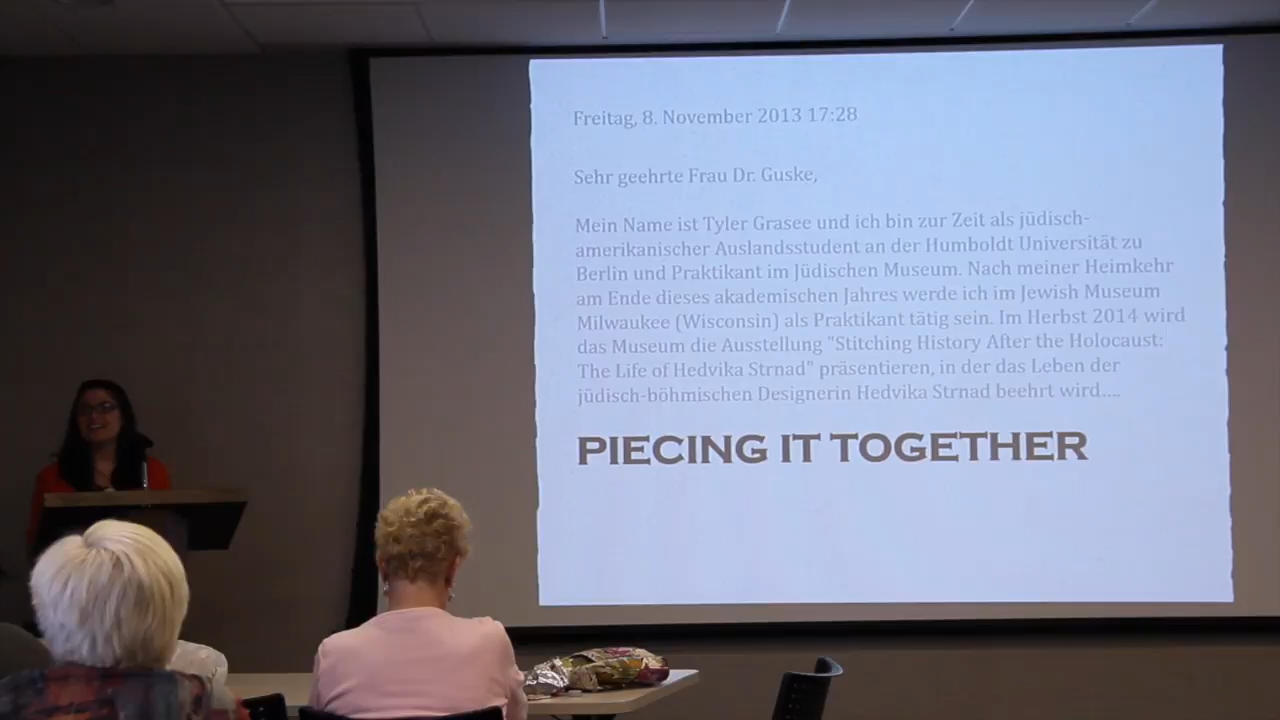 Freitag, 8. November 2013 17:28
Sehr geehrte Frau Dr. Guske,
Mein Name ist Tyler Grasee und ich bin zur Zeit als jüdisch-
amerikanischer Auslandsstudent an der Humboldt Universität zu
Berlin und Praktikant im Jüdischen Museum. Nach meiner Heimkehr
am Ende dieses akademischen Jahres werde ich im Jewish Museum
Milwaukee (Wisconsin) als Praktikant tätig sein. Im Herbst 2014 wird
das Museum die Ausstellung "Stitching History After the Holocaust:
The Life of Hedvika Strnad" präsentieren, in der das Leben der
jüdisch-böhmischen Designerin Hedvika Strnad beehrt wird....
PIECING IT TOGETHER